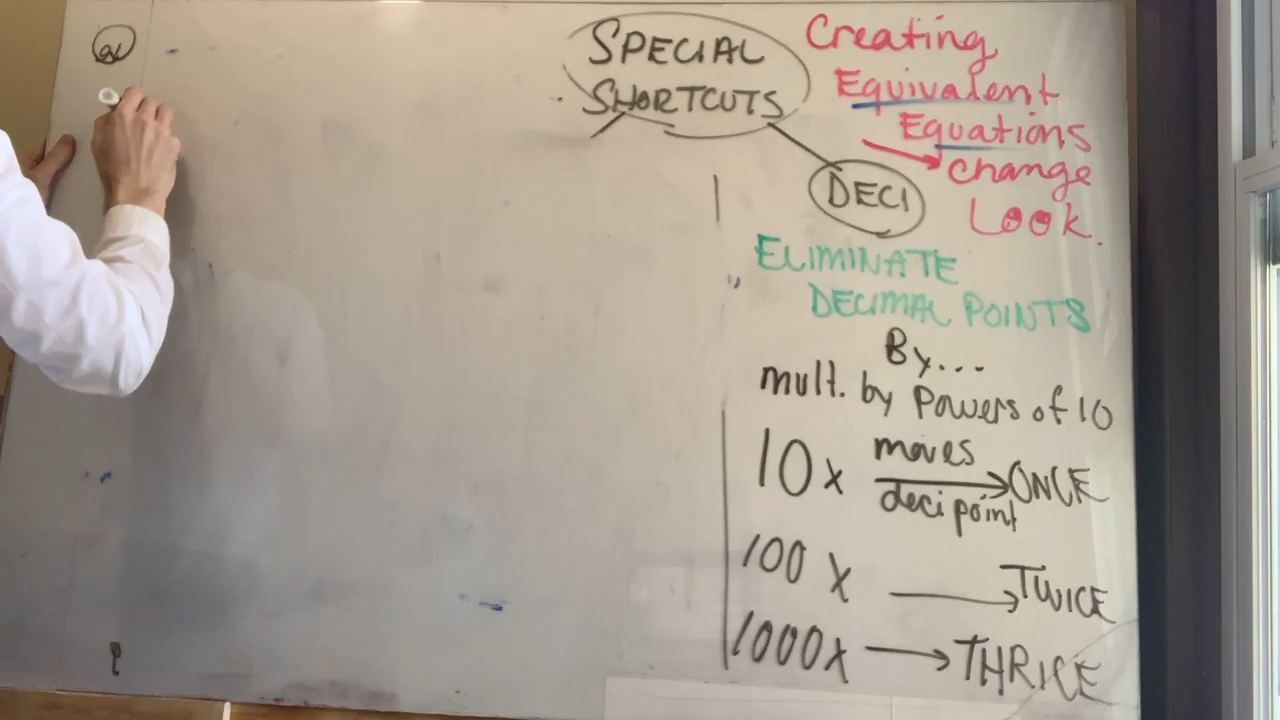 SPECIAL
SHORTCUTS
Creating
Equivalent
Equations
change
Look.
DECI
ELIMINATE
DECIMAL POINTS
By...
mult. by Powers of 10
10x moves deci point ONCE
100 x TWICE
1000x THRICE